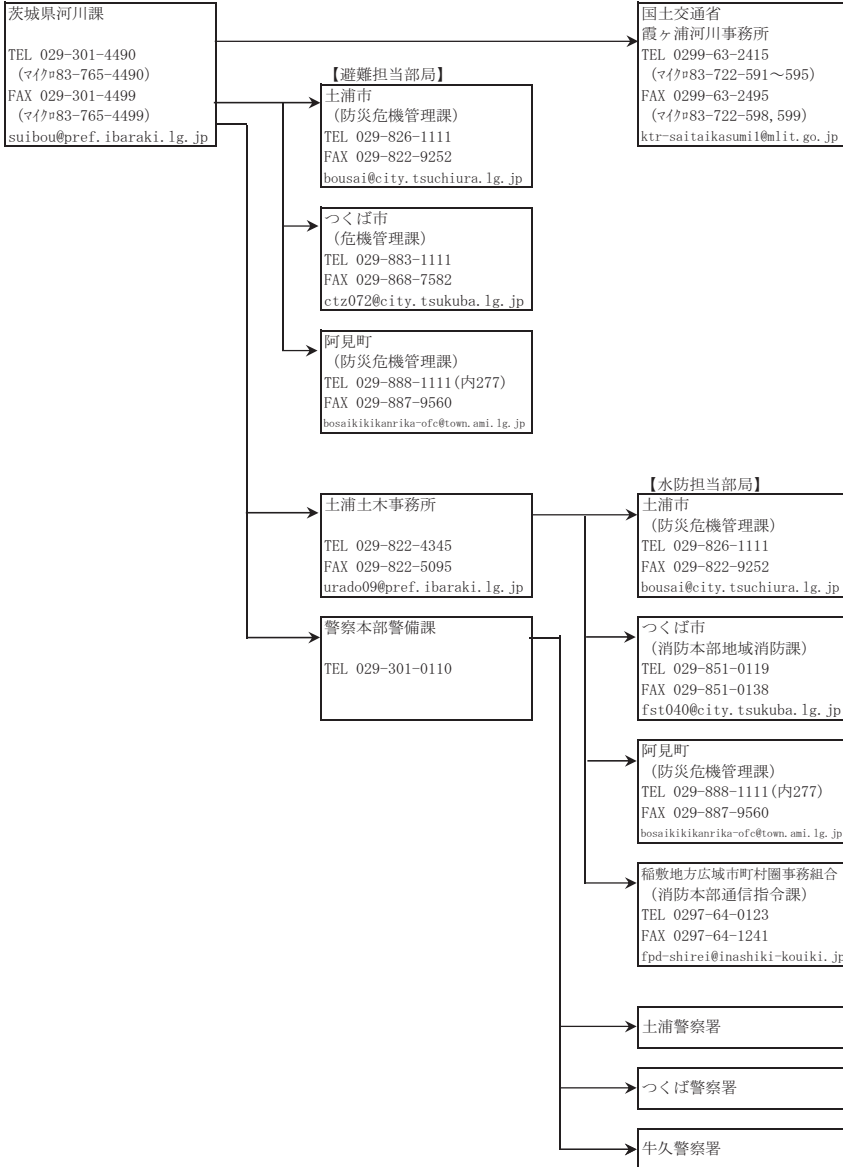 茨城県河川課
TEL 029-301-4490
（ﾏｲｸﾛ83-765-4490）
FAX 029-301-4499
（ﾏｲｸﾛ83-765-4499）
suibou@pref.ibaraki.lg.jp
国土交通省
霞ヶ浦河川事務所
TEL 0299-63-2415
（ﾏｲｸﾛ83-722-591～595）
FAX 0299-63-2495
（ﾏｲｸﾛ83-722-598,599）
ktr-saitaikasumi1@mlit.go.jp
【避難担当部局】
土浦市
（防災危機管理課）
TEL 029-826-1111
FAX 029-822-9252
bousai@city.tsuchiura.lg.jp
つくば市
（危機管理課）
TEL 029-883-1111
FAX 029-868-7582
ctz072@city.tsukuba.lg.jp
阿見町
（防災危機管理課）
TEL 029-888-1111(内277)
FAX 029-887-9560
bosaikikikanrika-ofc@town.ami.lg.jp
土浦土木事務所
TEL 029-822-4345
FAX 029-822-5095
urado09@pref.ibaraki.lg.jp
警察本部警備課
TEL 029-301-0110
【水防担当部局】
土浦市
（防災危機管理課）
TEL 029-826-1111
FAX 029-822-9252
bousai@city.tsuchiura.lg.jp
つくば市
（消防本部地域消防課）
TEL 029-851-0119
FAX 029-851-0138
fst040@city.tsukuba.lg.jp
阿見町
（防災危機管理課）
TEL 029-888-1111(内277)
FAX 029-887-9560
bosaikikikanrika-ofc@town.ami.lg.jp
稲敷地方広域市町村圏事務組合
（消防本部通信指令課）
TEL 0297-64-0123
FAX 0297-64-1241
fpd-shirei@inashiki-kouiki.jp
土浦警察署
つくば警察署
牛久警察署